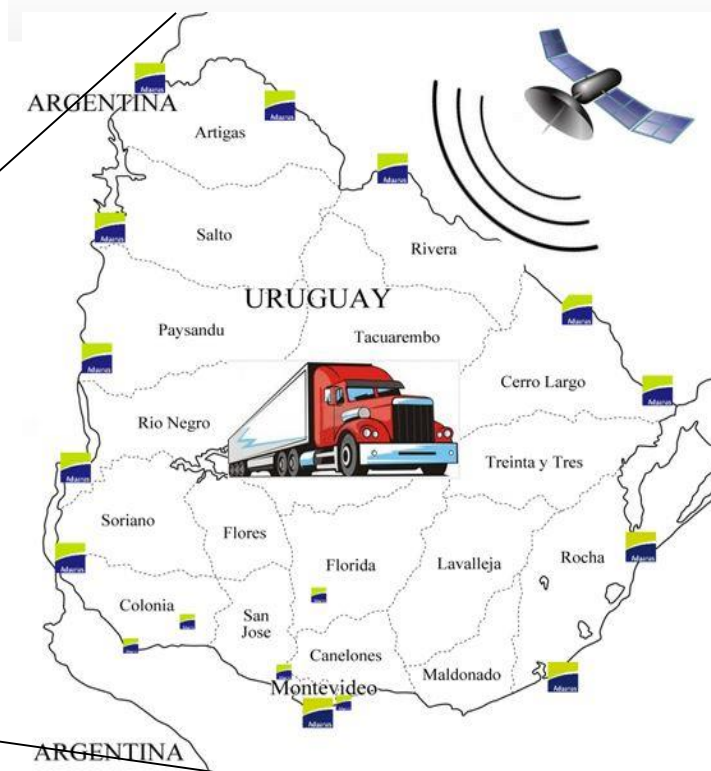 ARGENTINA
Artigas
Salto
Rivera
URUGUAY
Paysandu
Tacuarembo
Cerro Largo
Rio Negro
Treinta y Tres
Soriano
Flores
Florida
Lavalleja
Rocha
Colonia
San
Jose
Canelones
Maldonado
Montevideo
ARGENTINA